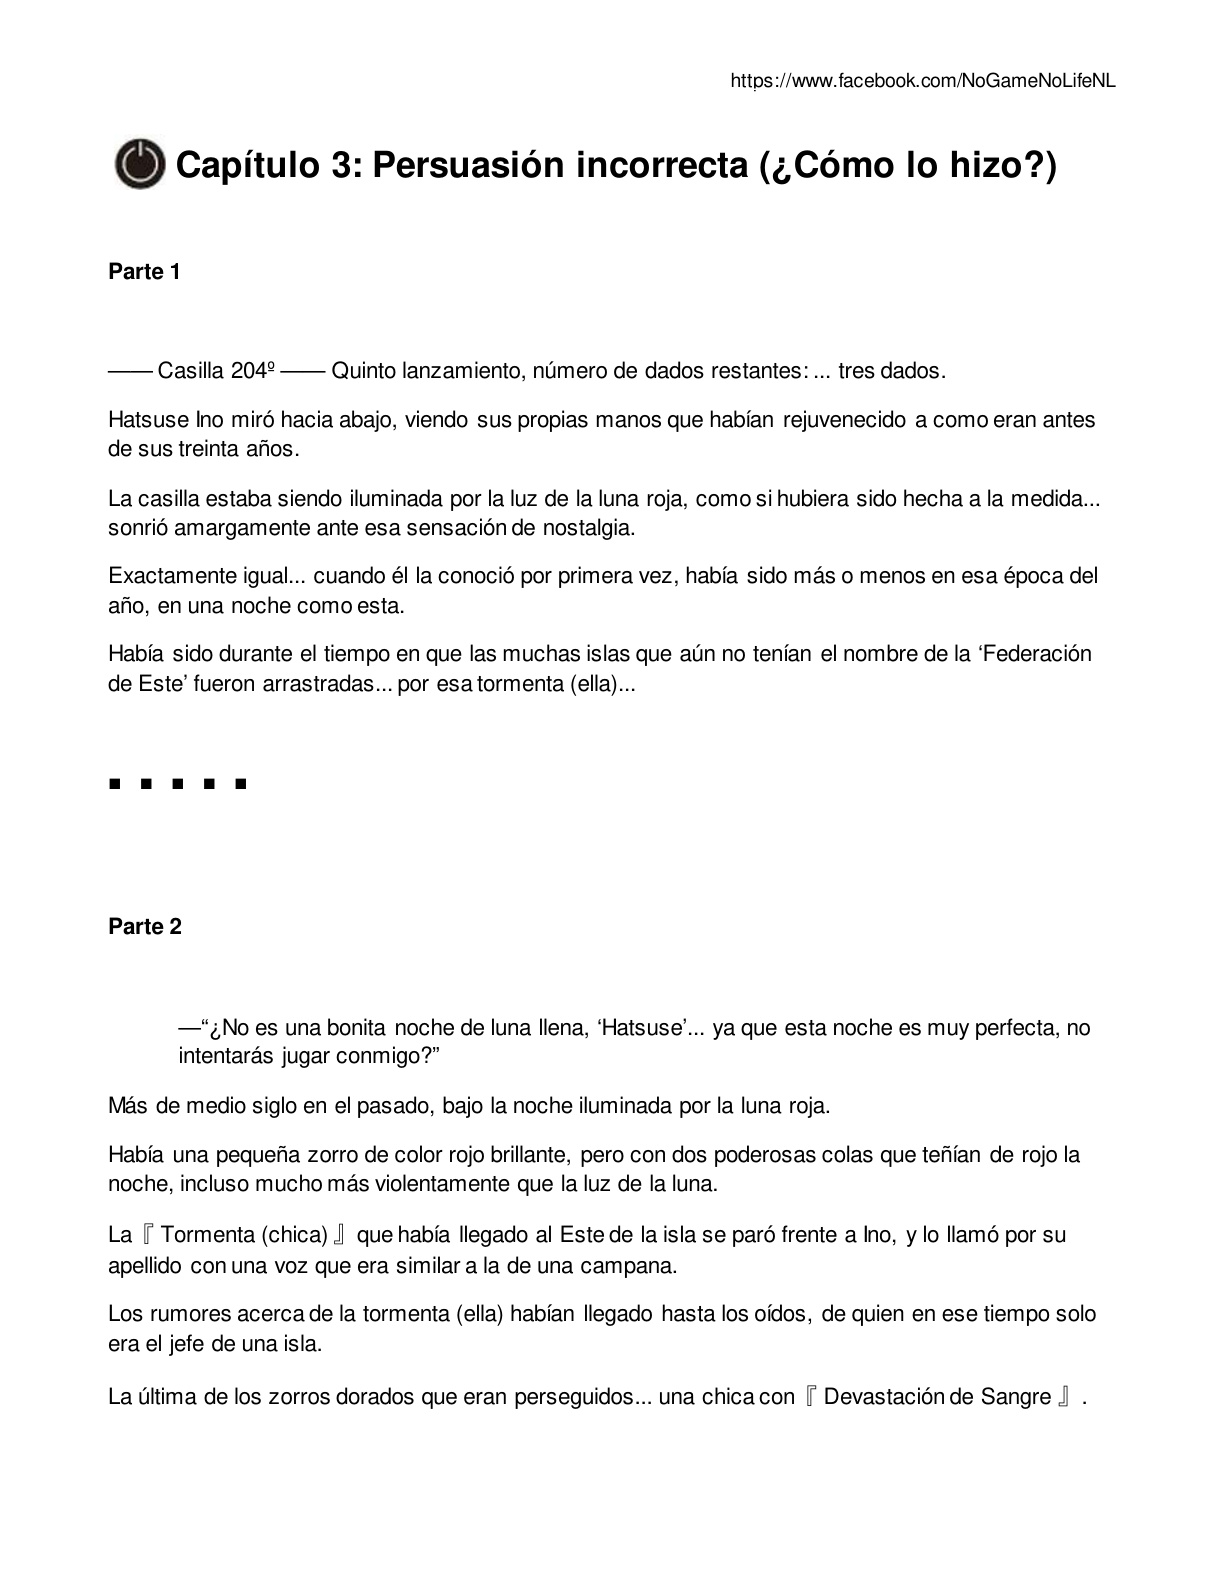 https://www.facebook.com/NoGameNoLifeNL
Capítulo 3: Persuasión incorrecta (¿Cómo lo hizo?)
Parte 1
—— Casilla 204º —— Quinto lanzamiento, número de dados restantes: ... tres dados.
Hatsuse Ino miró hacia abajo, viendo sus propias manos que habían rejuvenecido a como eran antes
de sus treinta años.
La casilla estaba siendo iluminada por la luz de la luna roja, como si hubiera sido hecha a la medida...
sonrió amargamente ante esa sensación de nostalgia.
Exactamente igual... cuando él la conoció por primera vez, había sido más o menos en esa época del
año, en una noche como esta.
Había sido durante el tiempo en que las muchas islas que aún no tenían el nombre de la ‘Federación
de Este’ fueron arrastradas... por esa tormenta (ella)...
■ ■ ■ ■ ■
Parte 2
—“¿No es una bonita noche de luna llena, ‘Hatsuse’... ya que esta noche es muy perfecta, no
intentarás jugar conmigo?”
Más de medio siglo en el pasado, bajo la noche iluminada por la luna roja.
Había una pequeña zorro de color rojo brillante, pero con dos poderosas colas que teñían de rojo la
noche, incluso mucho más violentamente que la luz de la luna.
La『 Tormenta (chica) 』que había llegado al Este de la isla se paró frente a Ino, y lo llamó por su
apellido con una voz que era similar a la de una campana.
Los rumores acerca de la tormenta (ella) habían llegado hasta los oídos, de quien en ese tiempo solo
era el jefe de una isla.
La última de los zorros dorados que eran perseguidos... una chica con『 Devastación de Sangre 』.